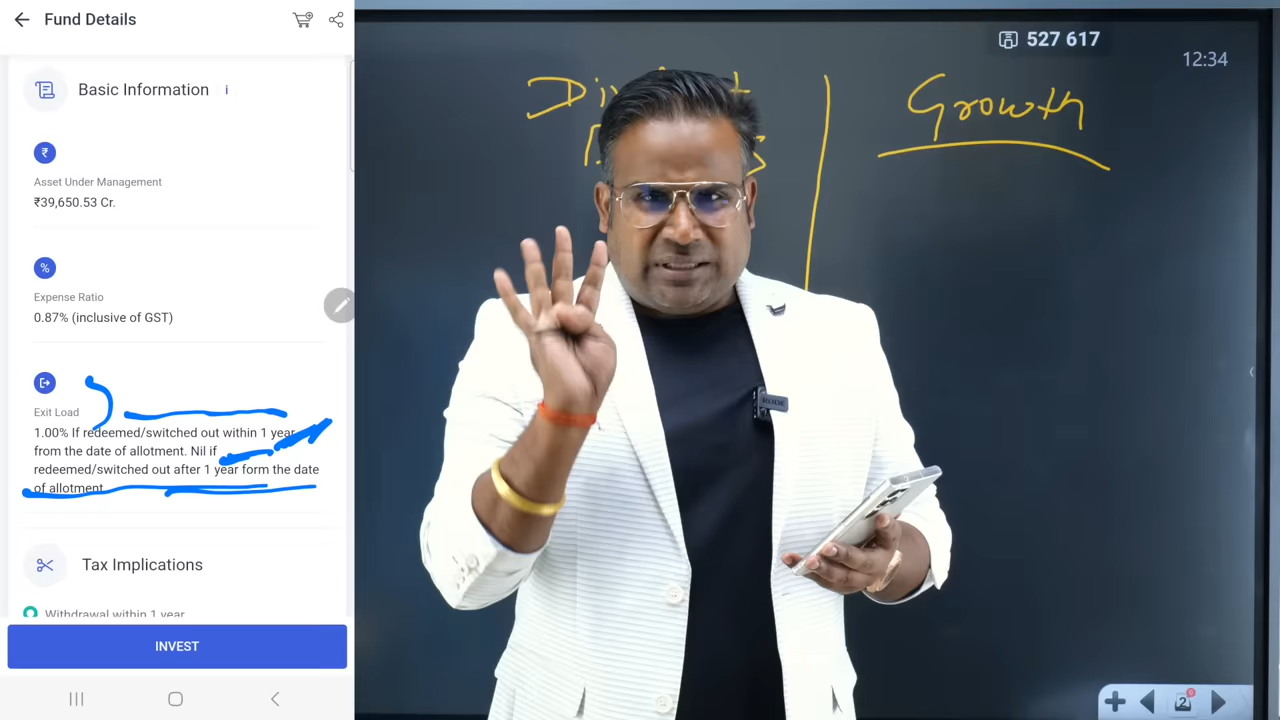 Fund Details
Basic Information i
₹
Asset Under Management
₹39,650.53 Cr.
%
Expense Ratio
0.87% (inclusive of GST)
Exit Load
1.00% If redeemed/switched out within 1 year
from the date of allotment. Nil if
redeemed/switched out after 1 year form the date
of allotment
Tax Implications
Withdrawal within 1 year
INVEST
527 617
12:34
Growth
RODE
2